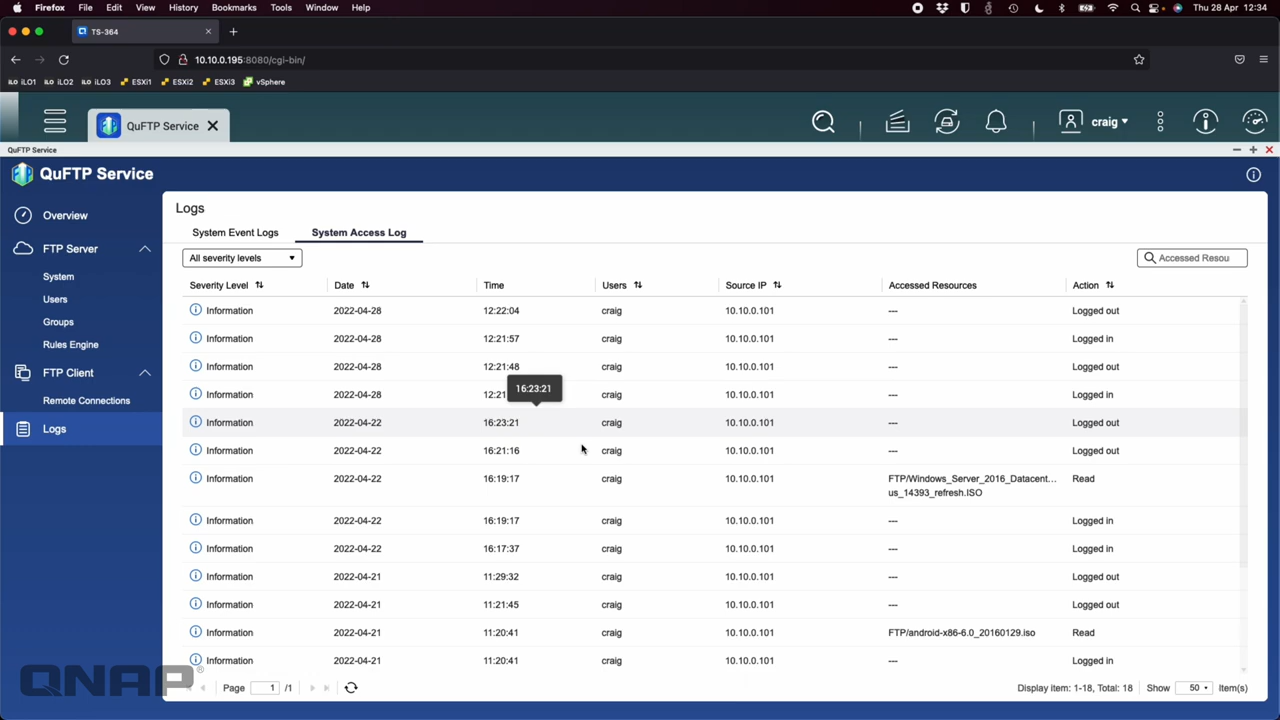 Firefox File Edit View History Bookmarks Tools Window Help Thu 28 Apr 12:34
TS-364
10.10.0.195:8080/cgi-bin/
iLO iLO1 iLO iLO2 iLO iLO3 ESXi1 ESXi2 ESXi3 vSphere
QuFTP Service craig
QuFTP Service
QuFTP Service
Overview
FTP Server
System
Users
Groups
Rules Engine
FTP Client
Remote Connections
Logs
Logs
System Event Logs System Access Log
All severity levels Accessed Resou
Severity Level Date Time Users Source IP Accessed Resources Action
Information 2022-04-28 12:22:04 craig 10.10.0.101 --- Logged out
Information 2022-04-28 12:21:57 craig 10.10.0.101 --- Logged in
Information 2022-04-28 12:21:48 craig 10.10.0.101 --- Logged out
16:23:21
Information 2022-04-28 12:21 craig 10.10.0.101 --- Logged in
Information 2022-04-22 16:23:21 craig 10.10.0.101 --- Logged out
Information 2022-04-22 16:21:16 craig 10.10.0.101 --- Logged out
Information 2022-04-22 16:19:17 craig 10.10.0.101 FTP/Windows_Server_2016_Datacent... Read
us_14393_refresh.ISO
Information 2022-04-22 16:19:17 craig 10.10.0.101 --- Logged in
Information 2022-04-22 16:17:37 craig 10.10.0.101 --- Logged in
Information 2022-04-21 11:29:32 craig 10.10.0.101 --- Logged out
Information 2022-04-21 11:21:45 craig 10.10.0.101 --- Logged out
Information 2022-04-21 11:20:41 craig 10.10.0.101 FTP/android-x86-6.0_20160129.iso Read
Information 2022-04-21 11:20:41 craig 10.10.0.101 --- Logged in
QNAP®
Page 1 /1 Display item: 1-18, Total: 18 Show 50 Item(s)